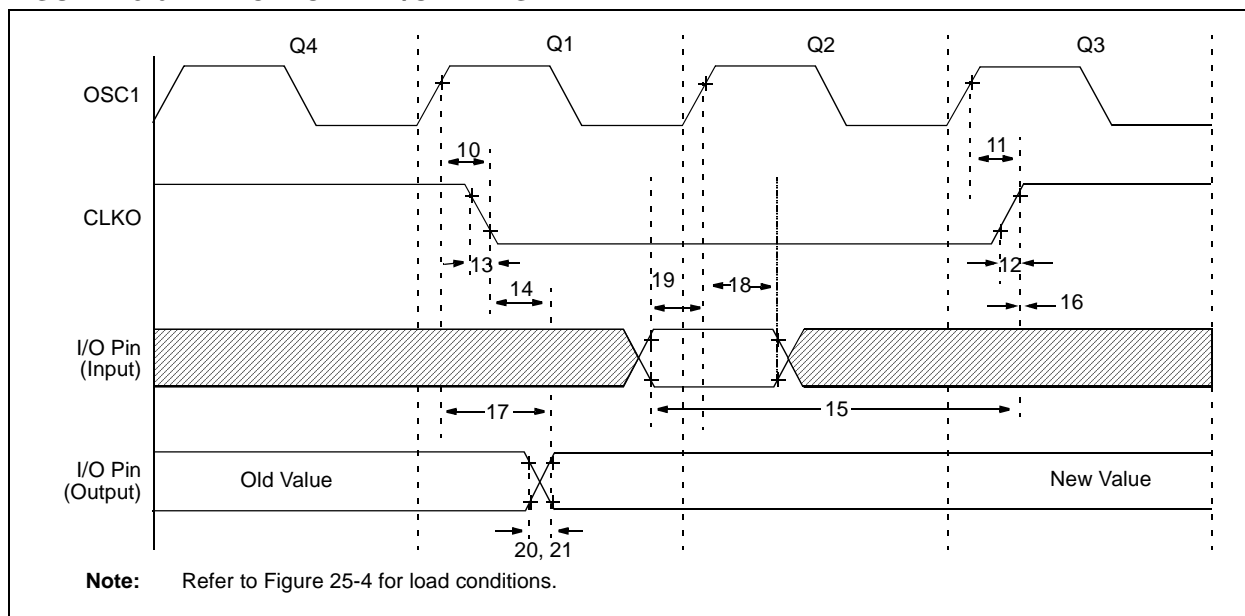 Q4 Q1 Q2 Q3
OSC1
10
11
CLKO
13
12
14
19
18
16
I/O Pin
(Input)
17
15
I/O Pin
(Output)
Old Value
New Value
20, 21
Note: Refer to Figure 25-4 for load conditions.